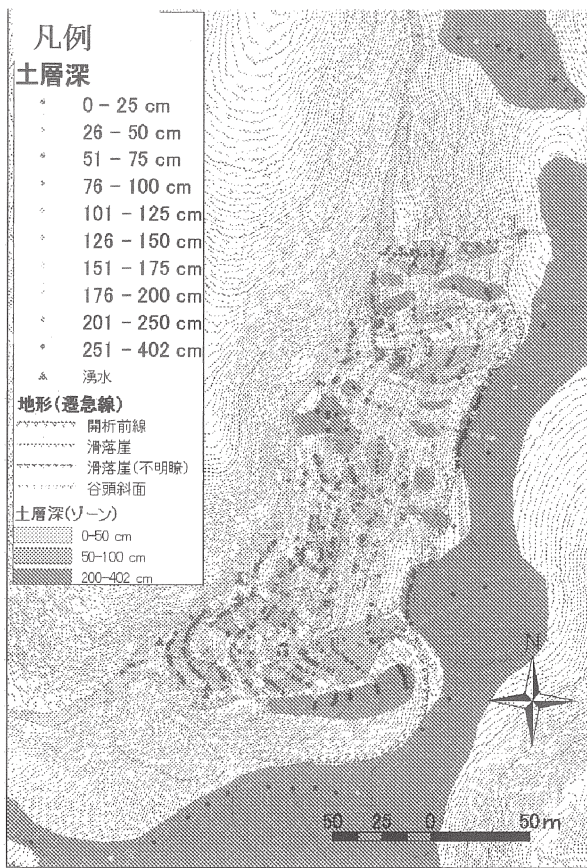 凡例
土層深
0 - 25 cm
26 - 50 cm
51 - 75 cm
76 - 100 cm
101 - 125 cm
126 - 150 cm
151 - 175 cm
176 - 200 cm
201 - 250 cm
251 - 402 cm
湧水
地形(遷急線)
開析前線
滑落崖
滑落崖(不明瞭)
谷頭斜面
土層深(ゾーン)
0-50 cm
50-100 cm
200-402 cm
N
50 25 0 50 m